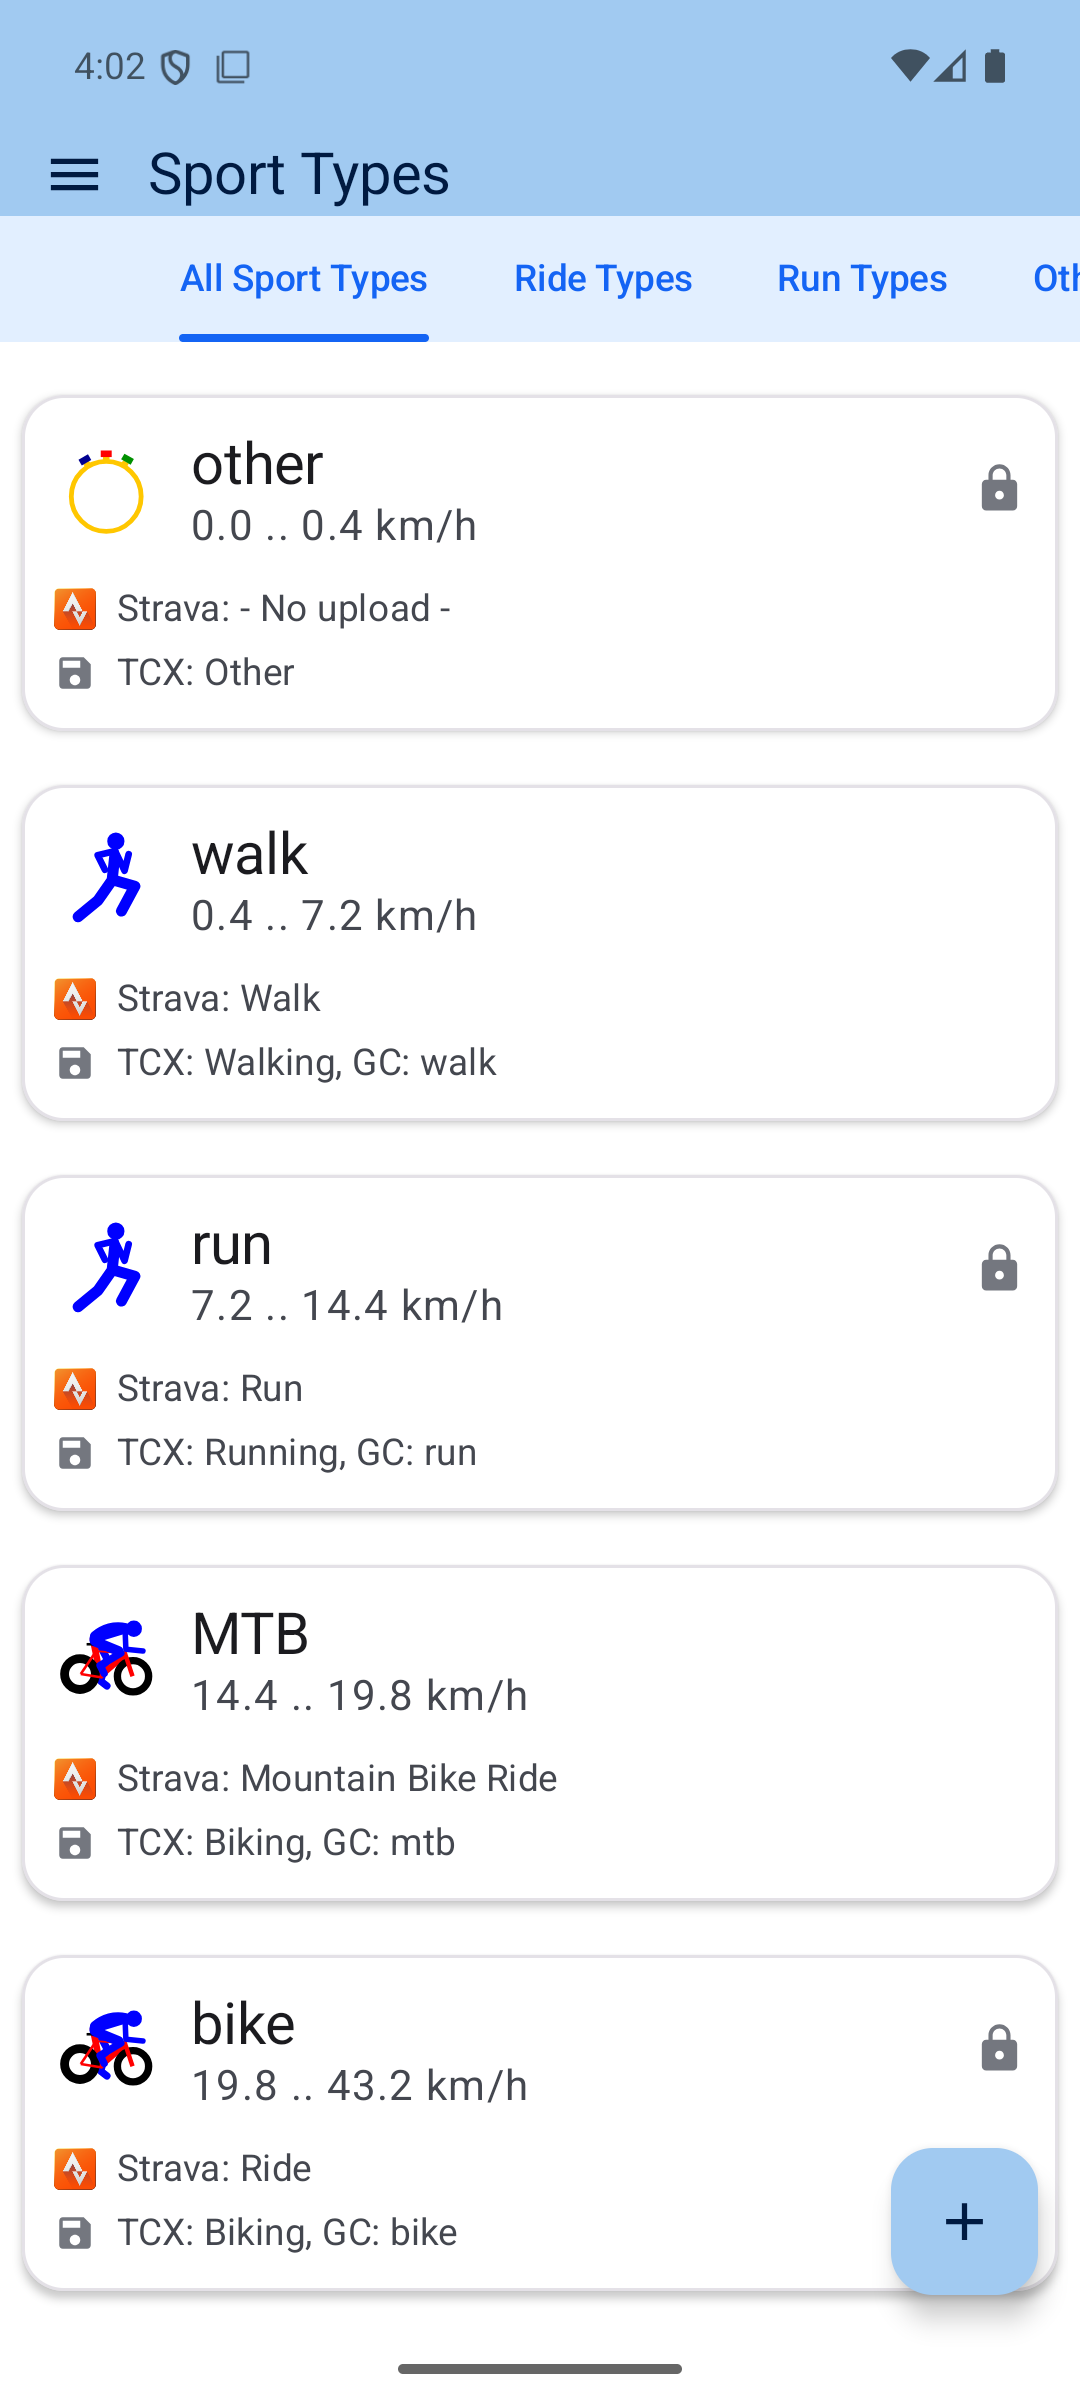 4:02
Sport Types
All Sport Types Ride Types Run Types Oth
other
0.0 .. 0.4 km/h
Strava: - No upload -
TCX: Other
walk
0.4 .. 7.2 km/h
Strava: Walk
TCX: Walking, GC: walk
run
7.2 .. 14.4 km/h
Strava: Run
TCX: Running, GC: run
MTB
14.4 .. 19.8 km/h
Strava: Mountain Bike Ride
TCX: Biking, GC: mtb
bike
19.8 .. 43.2 km/h
Strava: Ride
TCX: Biking, GC: bike